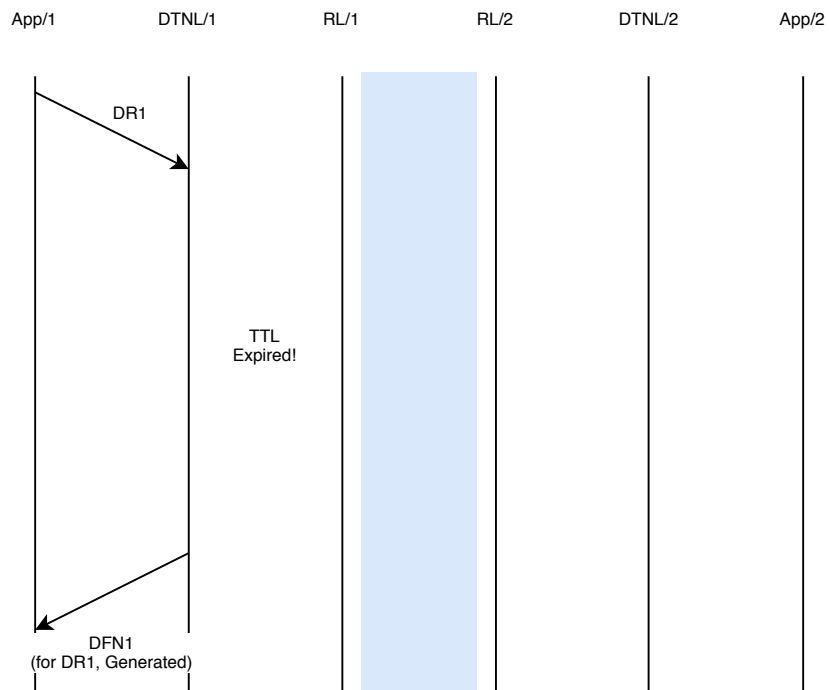 App/1 DTNL/1 RL/1 RL/2 DTNL/2 App/2
DR1
TTL
Expired!
DFN1
(for DR1, Generated)